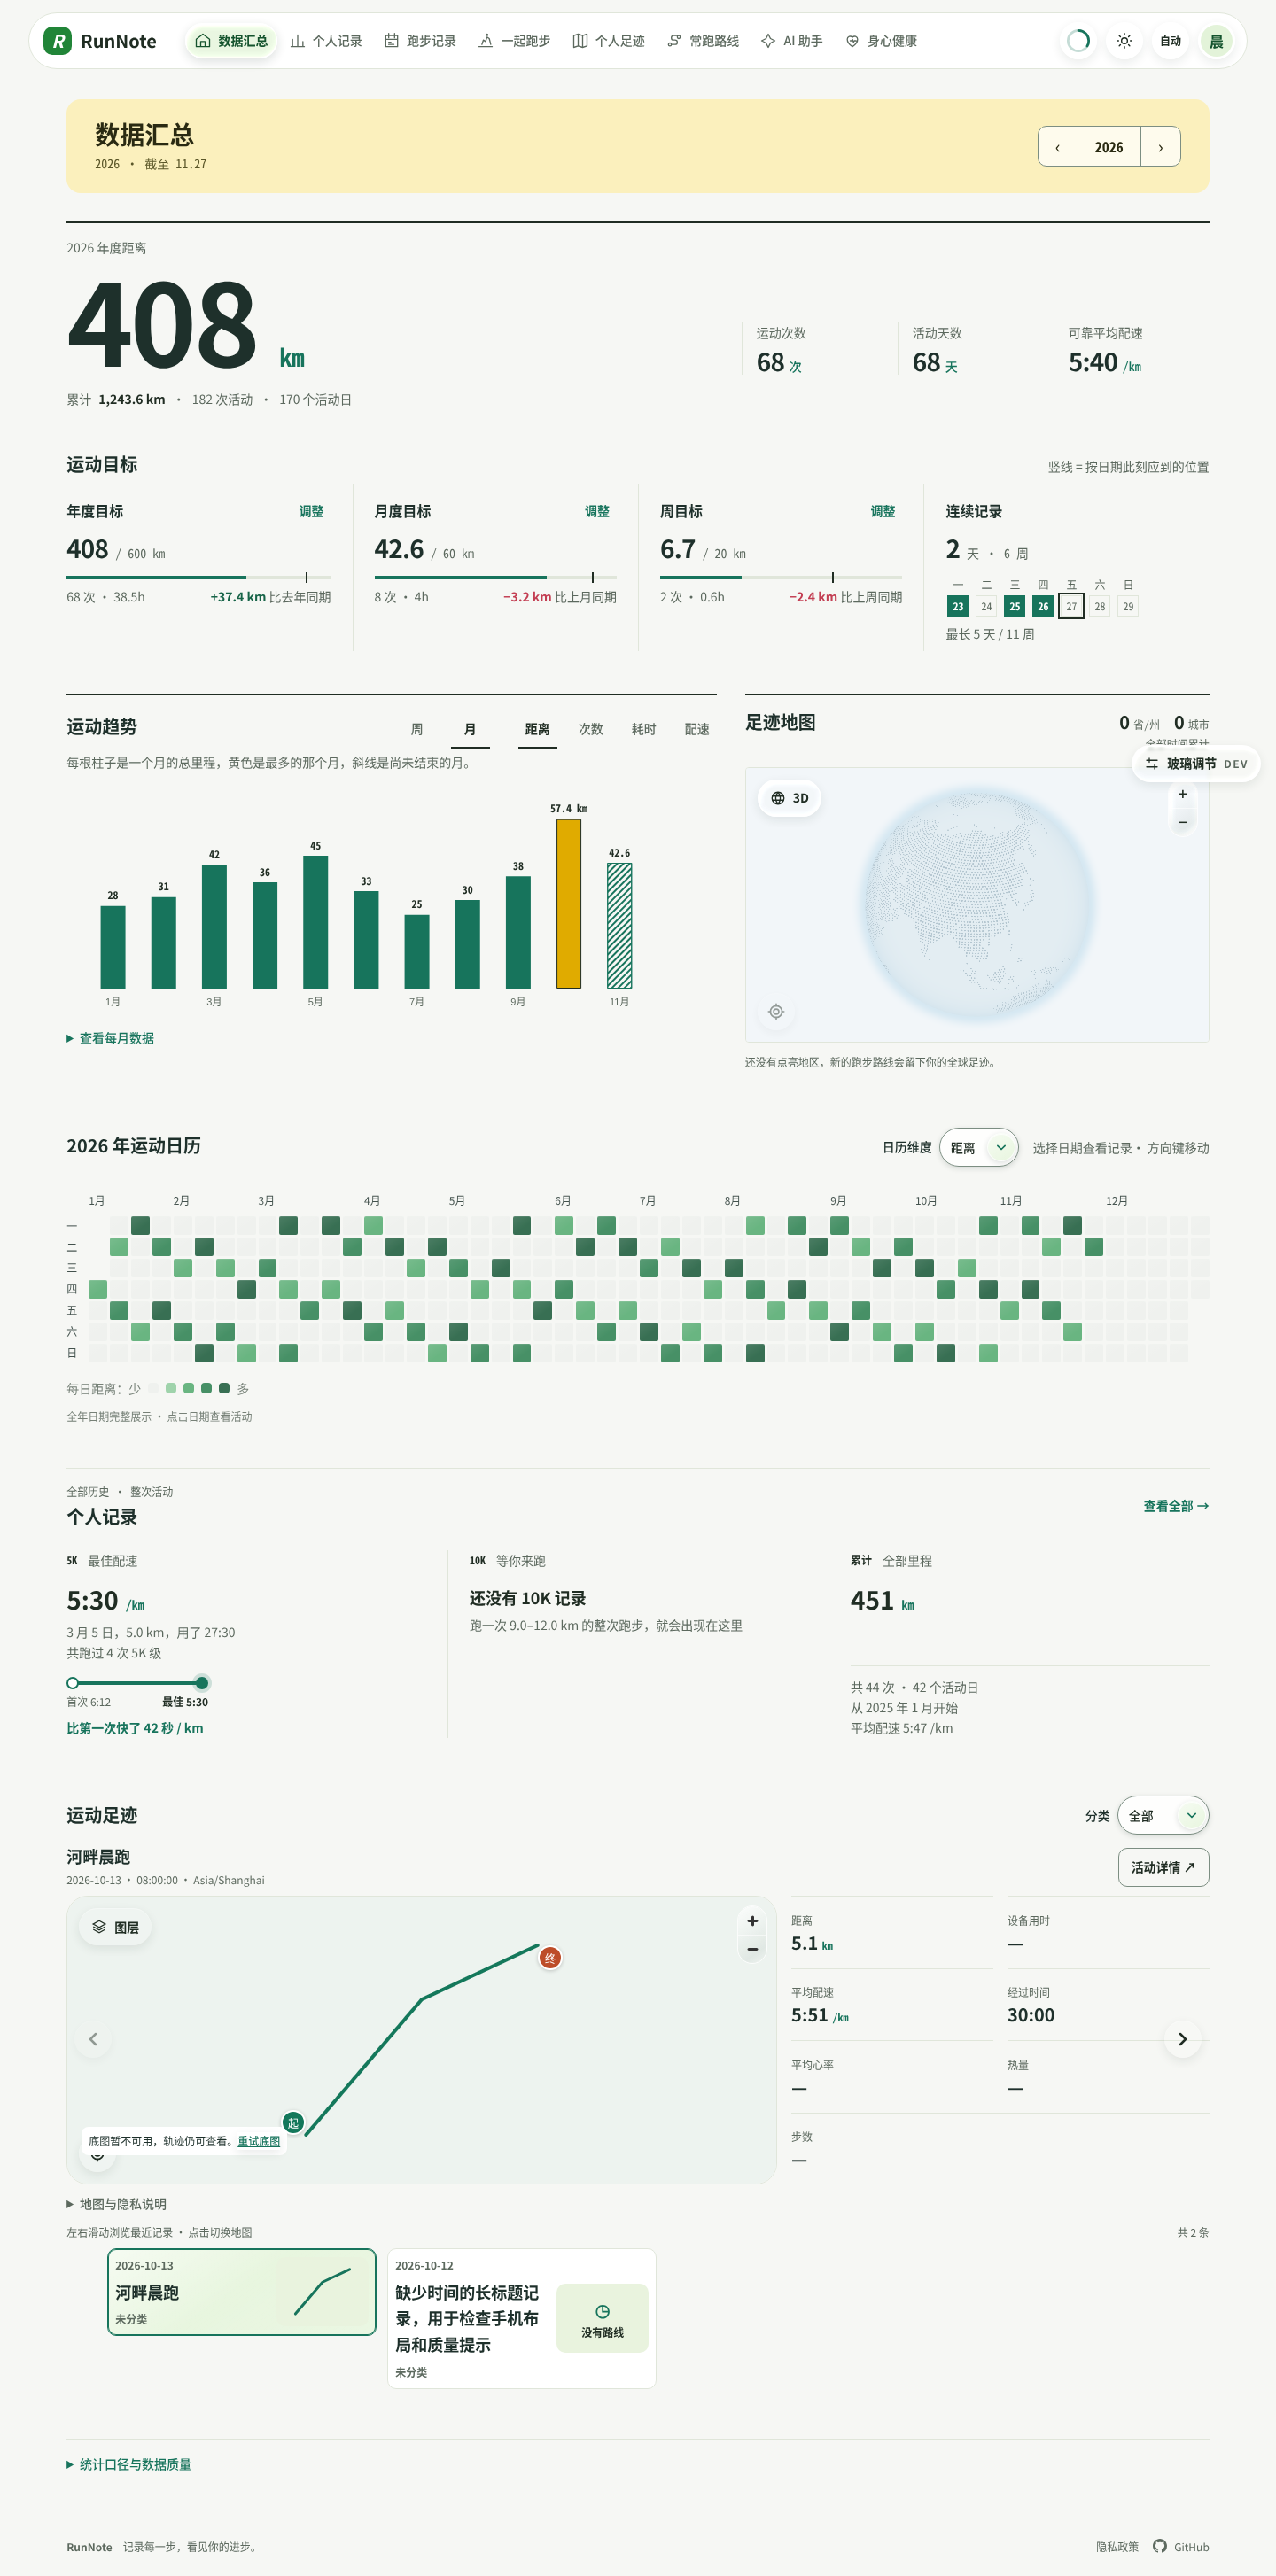 R RunNote 数据汇总 个人记录 跑步记录 一起跑步 个人足迹 常跑路线 AI 助手 身心健康 自动 晨
数据汇总
2026 · 截至 11.27
‹ 2026 ›
2026 年度距离
408 km
运动次数 活动天数 可靠平均配速
68 次 68 天 5:40 /km
累计 1,243.6 km · 182 次活动 · 170 个活动日
运动目标
竖线 = 按日期此刻应到的位置
年度目标 调整
408 / 600 km
68 次 · 38.5h +37.4 km 比去年同期
月度目标 调整
42.6 / 60 km
8 次 · 4h −3.2 km 比上月同期
周目标 调整
6.7 / 20 km
2 次 · 0.6h −2.4 km 比上周同期
连续记录
2 天 · 6 周
一 二 三 四 五 六 日
23 24 25 26 27 28 29
最长 5 天 / 11 周
运动趋势
周 月 距离 次数 耗时 配速
每根柱子是一个月的总里程，黄色是最多的那个月，斜线是尚未结束的月。
28 31 42 36 45 33 25 30 38 57.4 km 42.6
1月 3月 5月 7月 9月 11月
查看每月数据
足迹地图
0 省/州 0 城市
全部时间累计
玻璃调节 DEV
3D
+
−
还没有点亮地区，新的跑步路线会留下你的全球足迹。
2026 年运动日历
日历维度 距离 选择日期查看记录 · 方向键移动
1月 2月 3月 4月 5月 6月 7月 8月 9月 10月 11月 12月
一
二
三
四
五
六
日
每日距离：少 多
全年日期完整展示 · 点击日期查看活动
全部历史 · 整次活动
个人记录
查看全部 →
5K 最佳配速
5:30 /km
3 月 5 日，5.0 km，用了 27:30
共跑过 4 次 5K 级
首次 6:12 最佳 5:30
比第一次快了 42 秒 / km
10K 等你来跑
还没有 10K 记录
跑一次 9.0–12.0 km 的整次跑步，就会出现在这里
累计 全部里程
451 km
共 44 次 · 42 个活动日
从 2025 年 1 月开始
平均配速 5:47 /km
运动足迹
分类 全部
河畔晨跑
2026-10-13 · 08:00:00 · Asia/Shanghai
活动详情 ↗
图层
+
−
终
起
底图暂不可用，轨迹仍可查看。重试底图
距离 设备用时
5.1 km —
平均配速 经过时间
5:51 /km 30:00
平均心率 热量
— —
步数
—
地图与隐私说明
左右滑动浏览最近记录 · 点击切换地图
共 2 条
2026-10-13
河畔晨跑
未分类
2026-10-12
缺少时间的长标题记
录，用于检查手机布
局和质量提示
未分类
没有路线
统计口径与数据质量
RunNote 记录每一步，看见你的进步。
隐私政策 GitHub